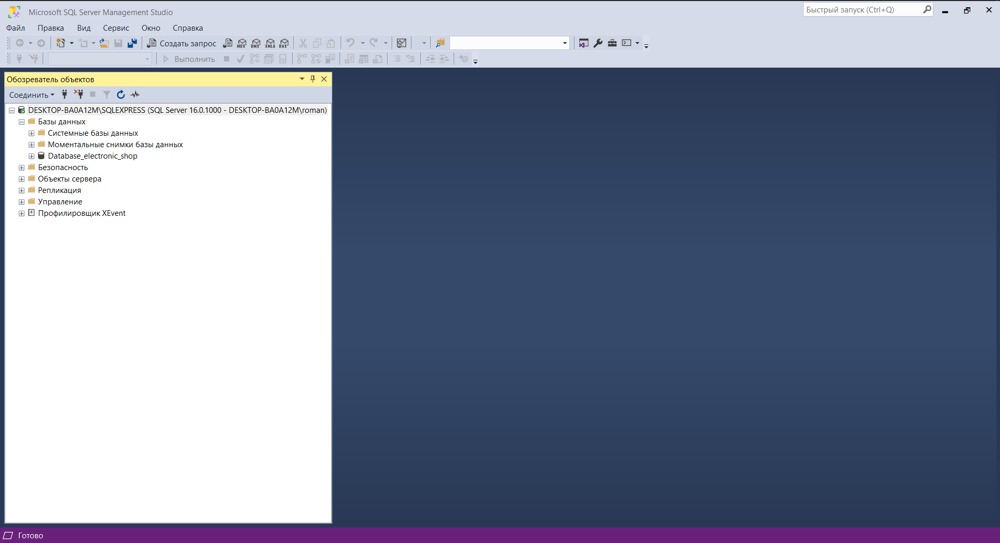 Microsoft SQL Server Management Studio
Быстрый запуск (Ctrl+Q)
Файл Правка Вид Сервис Окно Справка
Создать запрос MDX DMX XMLA DAX
Выполнить
Обозреватель объектов
Соединить
DESKTOP-BA0A12M\SQLEXPRESS (SQL Server 16.0.1000 - DESKTOP-BA0A12M\roman)
Базы данных
Системные базы данных
Моментальные снимки базы данных
Database_electronic_shop
Безопасность
Объекты сервера
Репликация
Управление
Профилировщик XEvent
Готово